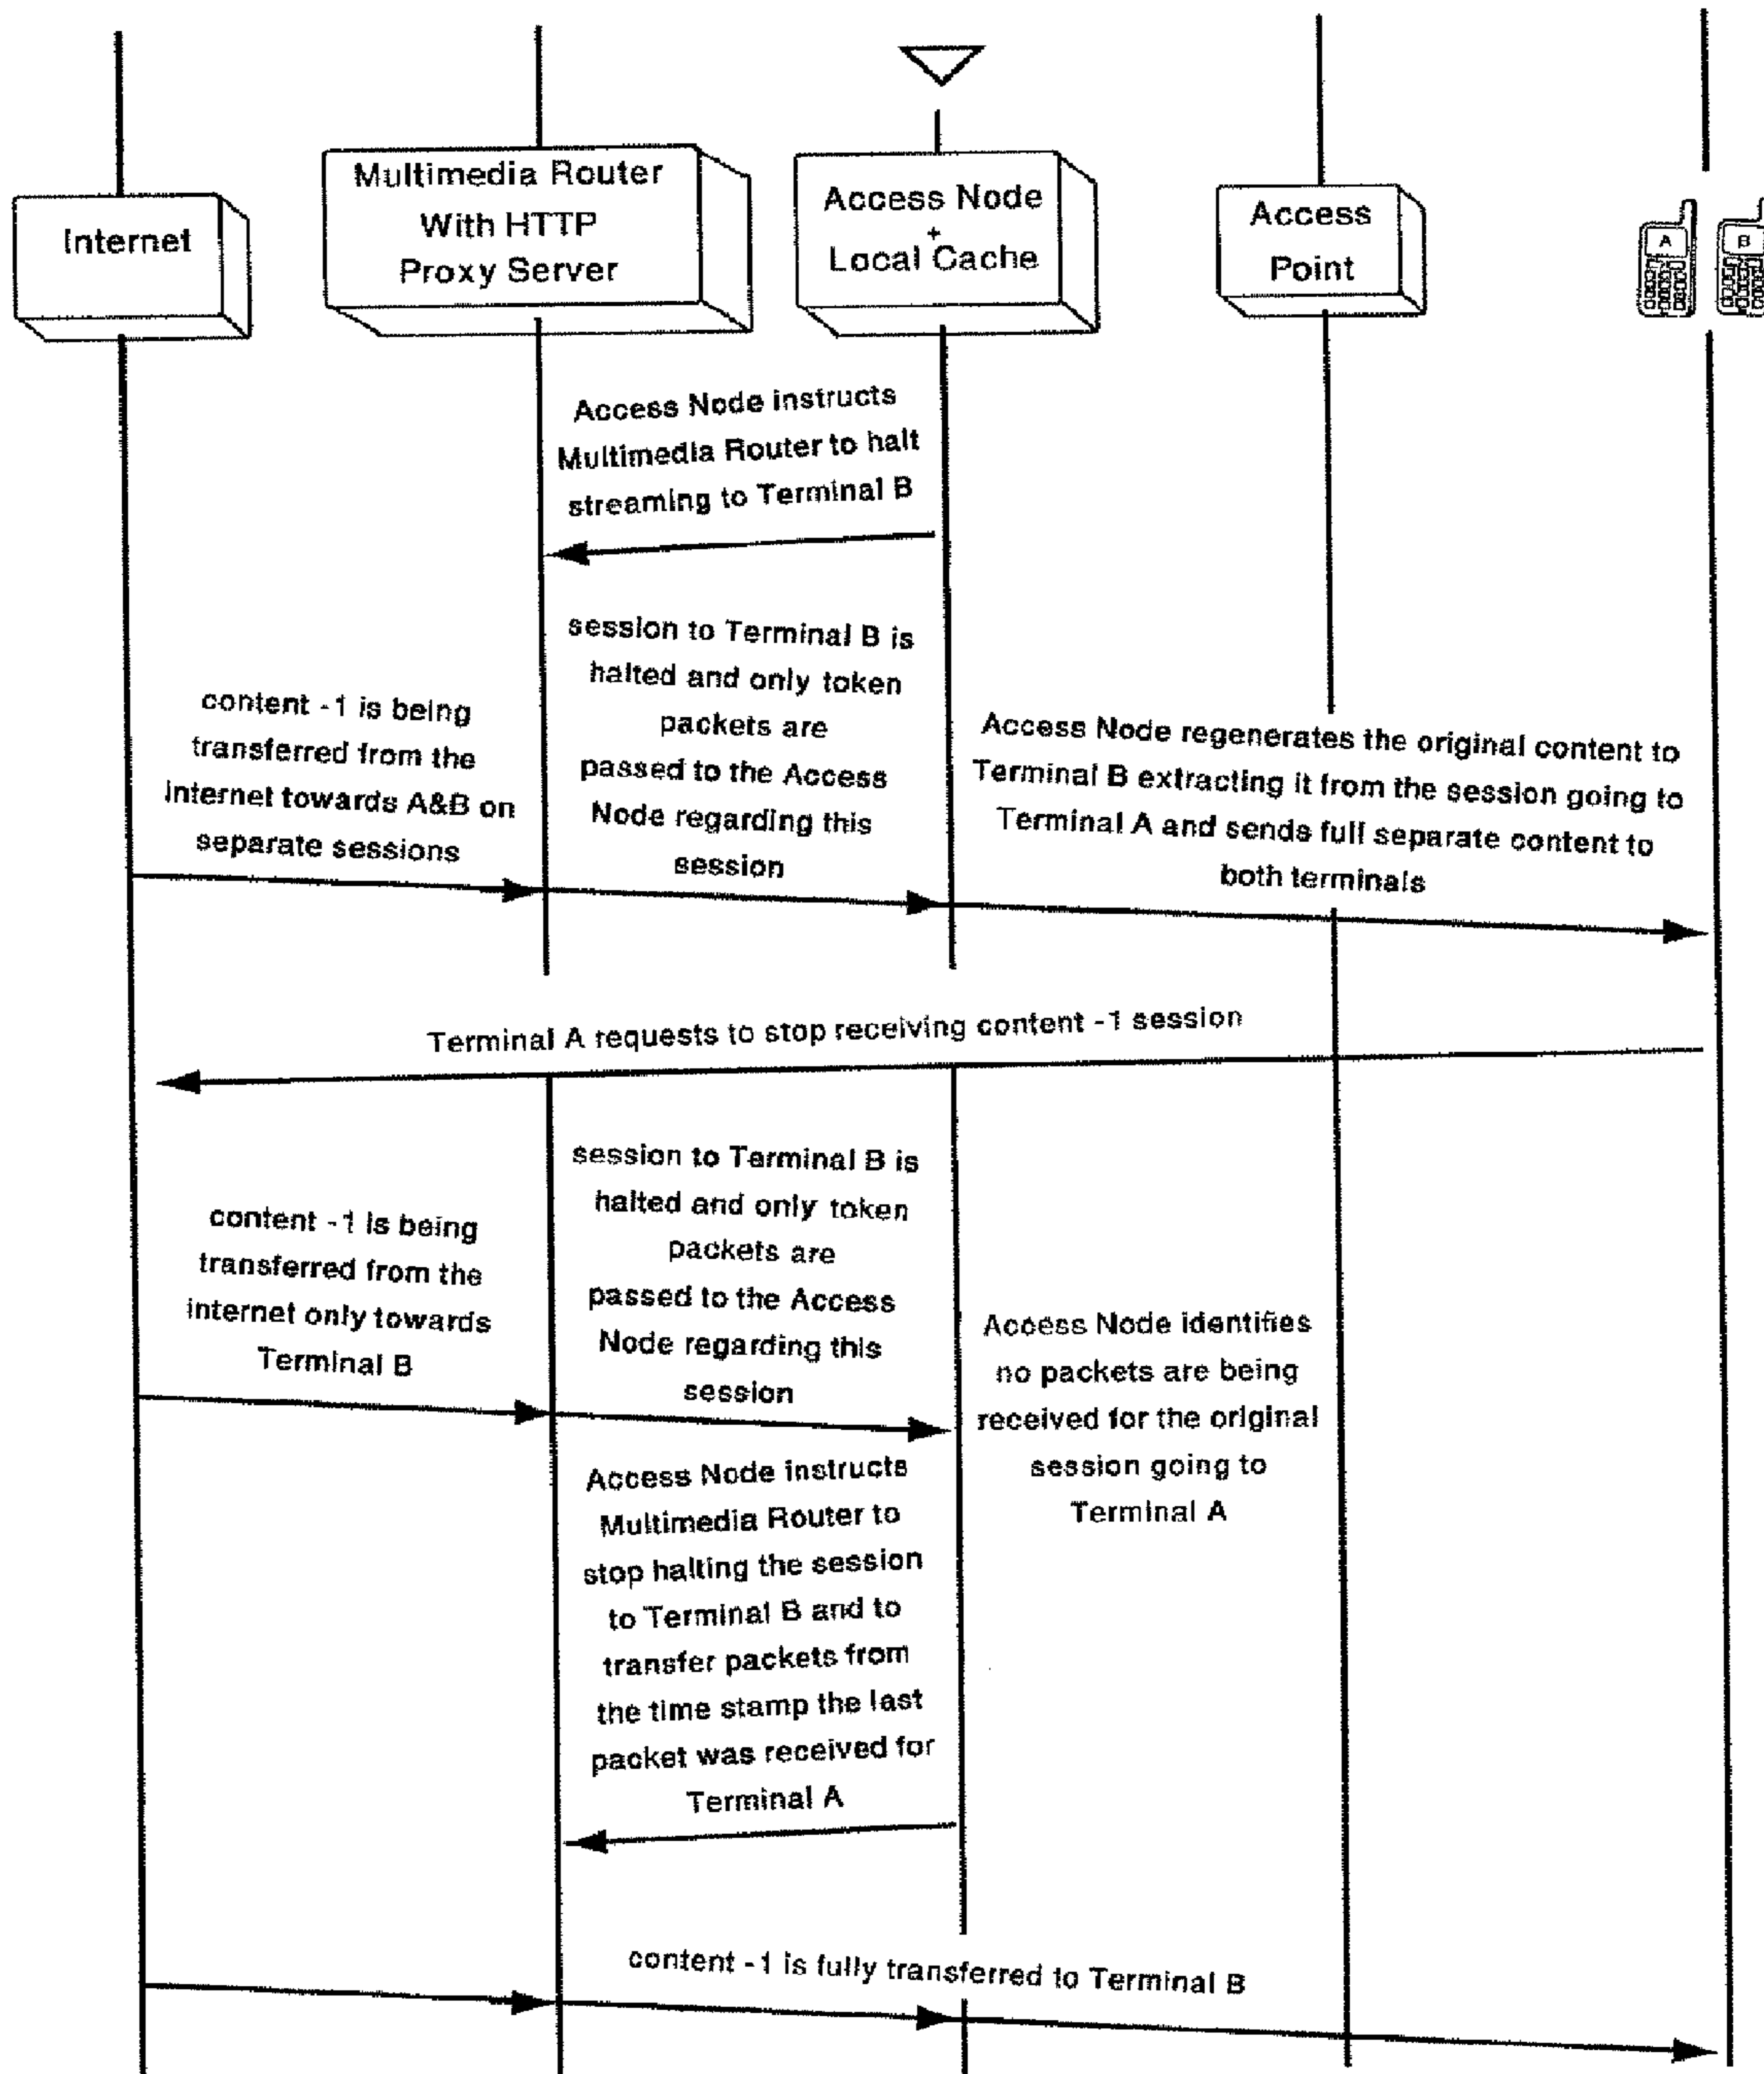 Internet
Multimedia Router
With HTTP
Proxy Server
Access Node
+
Local Cache
Access
Point
A
B
Access Node instructs
Multimedia Router to halt
streaming to Terminal B
content -1 is being
transferred from the
internet towards A&B on
separate sessions
session to Terminal B is
halted and only token
packets are
passed to the Access
Node regarding this
session
Access Node regenerates the original content to
Terminal B extracting it from the session going to
Terminal A and sends full separate content to
both terminals
Terminal A requests to stop receiving content -1 session
content -1 is being
transferred from the
internet only towards
Terminal B
session to Terminal B is
halted and only token
packets are
passed to the Access
Node regarding this
session
Access Node identifies
no packets are being
received for the original
session going to
Terminal A
Access Node instructs
Multimedia Router to
stop halting the session
to Terminal B and to
transfer packets from
the time stamp the last
packet was received for
Terminal A
content -1 is fully transferred to Terminal B